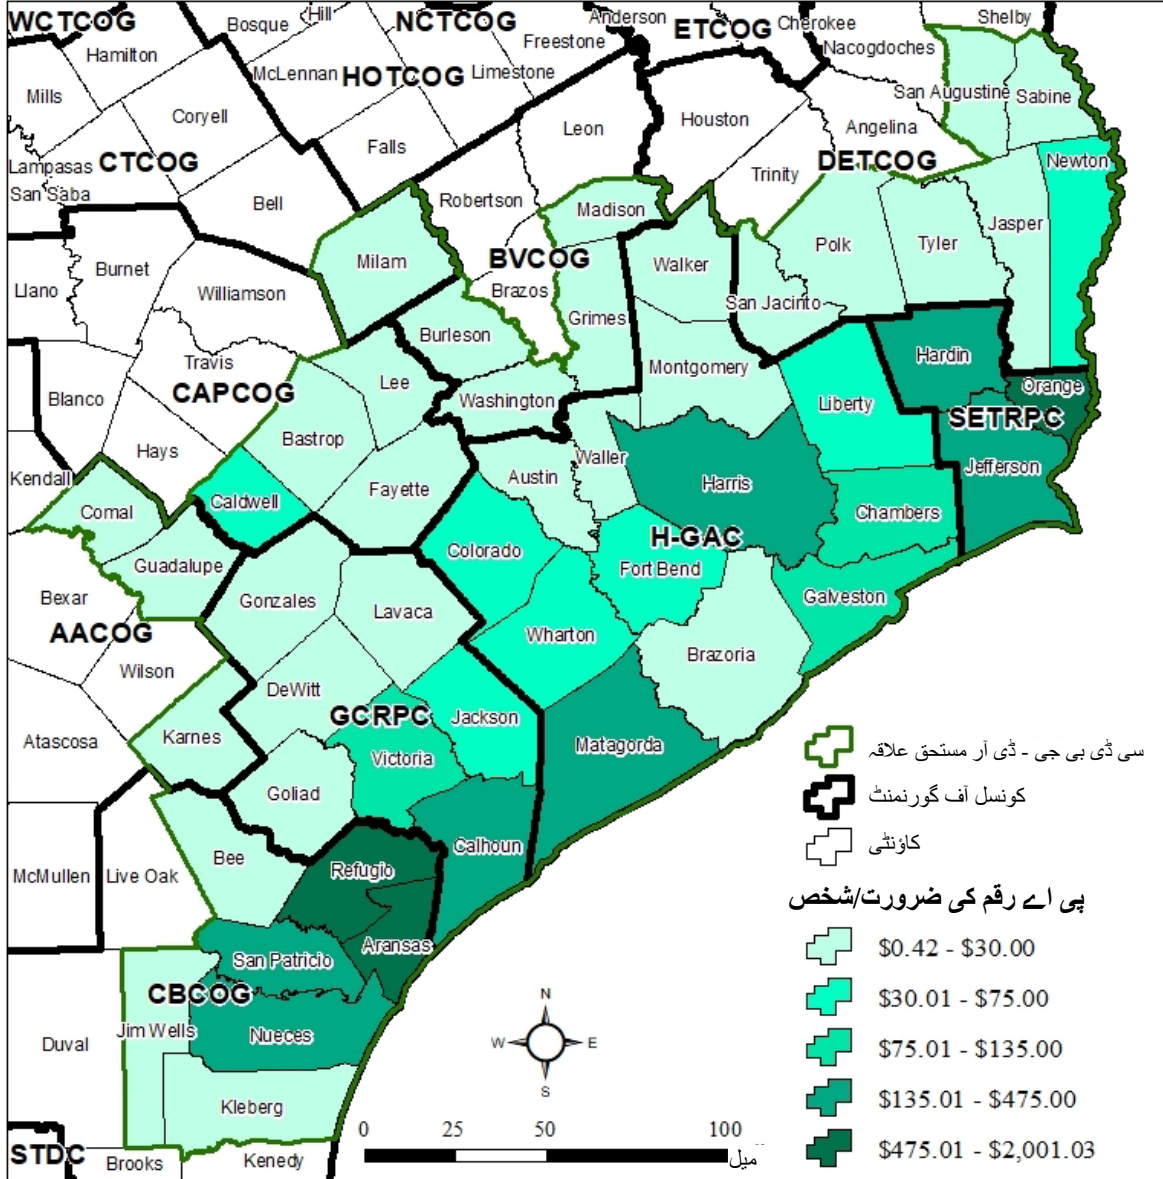 WCTCOG
Bosque
Hill
NCTCOG
Anderson
ETCOG
Cherokee
Shelby
Hamilton
Freestone
Nacogdoches
McLennan
HOTCOG
Limestone
Mills
San Augustine
Sabine
Coryell
Leon
Houston
Angelina
Falls
Lampasas
CTCOG
DETCOG
Newton
San Saba
Bell
Robertson
Trinity
Madison
Jasper
Polk
Tyler
Milam
BVCOG
Walker
Burnet
Llano
Williamson
Brazos
San Jacinto
Grimes
Burleson
Travis
Lee
Montgomery
Hardin
Orange
CAPCOG
Blanco
Washington
Liberty
SETRPC
Bastrop
Hays
Waller
Jefferson
Kendall
Austin
Harris
Caldwell
Fayette
Comal
Chambers
H-GAC
Colorado
Guadalupe
Fort Bend
Bexar
Gonzales
Lavaca
Galveston
AACOG
Wharton
Wilson
Brazoria
DeWitt
GCRPC
Jackson
Karnes
Atascosa
Victoria
Matagorda
Goliad
Calhoun
Bee
Refugio
McMullen
Live Oak
Aransas
San Patricio
CBCOG
Jim Wells
Nueces
Duval
Kleberg
STDC
Brooks
Kenedy
سی ڈی بی جی - ڈی آر مستحق علاقہ
کونسل آف گورنمنٹ
کاؤنٹی
پی اے رقم کی ضرورت/شخص
$0.42 - $30.00
$30.01 - $75.00
$75.01 - $135.00
$135.01 - $475.00
$475.01 - $2,001.03
N
W E
S
0 25 50 100
میل